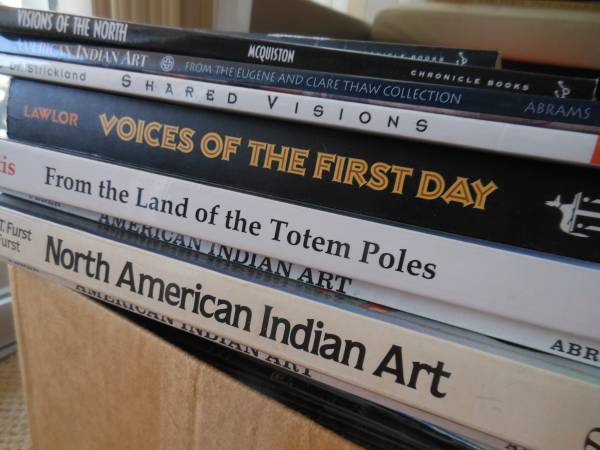 VISIONS OF THE NORTH MCQUISTON CHRONICLE BOOKS
AMERICAN INDIAN ART FROM THE EUGENE AND CLARE THAW COLLECTION ABRAMS
Dr. Strickland SHARED VISIONS
LAWLOR VOICES OF THE FIRST DAY
From the Land of the Totem Poles
AMERICAN INDIAN ART
T. Furst
Furst
North American Indian Art
ABR
AMERICAN INDIAN ART